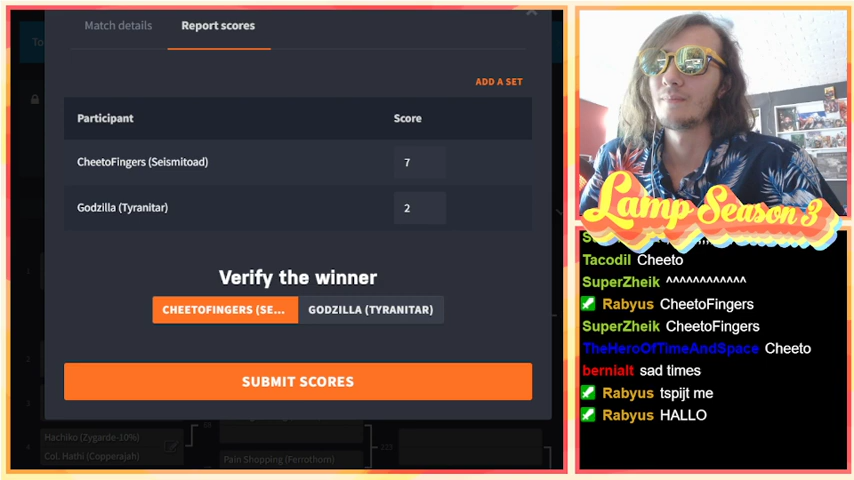 Match details
Report scores
To
ADD A SET
Participant Score
CheetoFingers (Seismitoad) 7
Godzilla (Tyranitar) 2
Verify the winner
CHEETOFINGERS (SE...
GODZILLA (TYRANITAR)
SUBMIT SCORES
Hachiko (Zygarde-10%)
Col. Hathi (Copperajah)
Pain Shopping (Ferrothorn)
323
Lamp Season 3
Tacodil Cheeto
SuperZheik ^^^^^^^^^^^^
Rabyus CheetoFingers
SuperZheik CheetoFingers
TheHeroOfTimeAndSpace Cheeto
bernialt sad times
Rabyus tspijt me
Rabyus HALLO